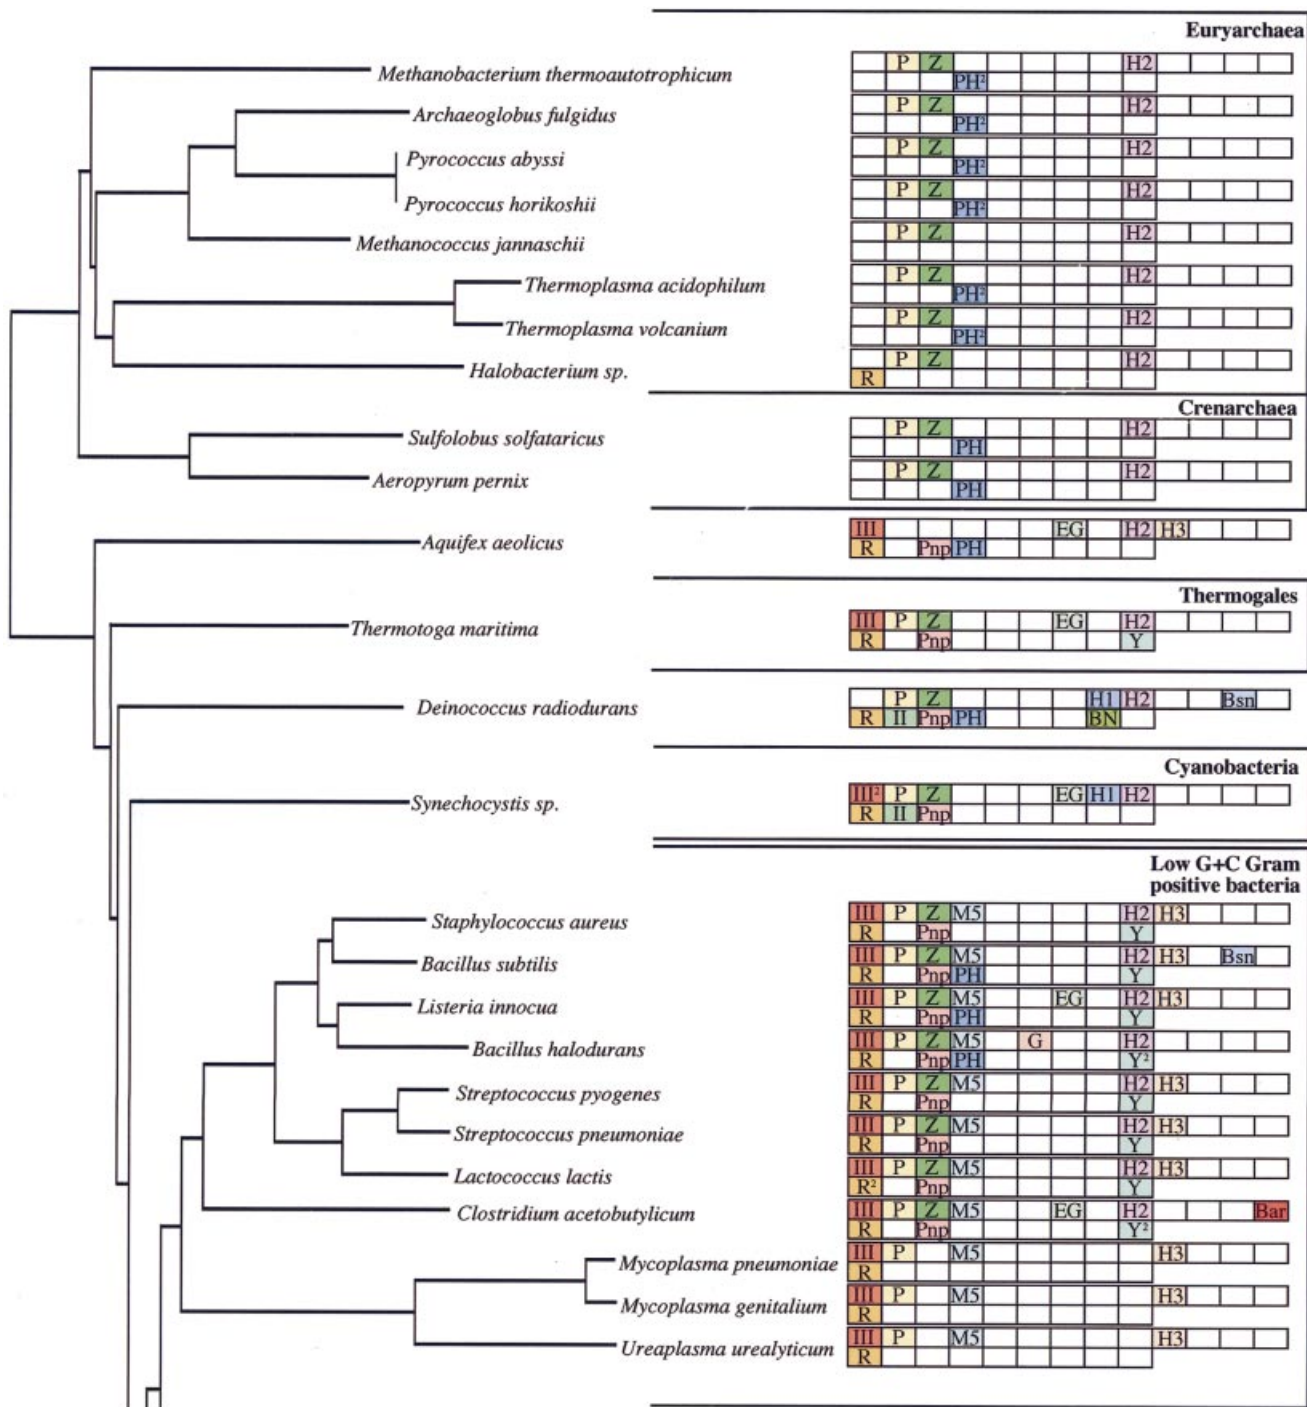 Euryarchaea
Methanobacterium thermoautotrophicum P Z H2
PH²
Archaeoglobus fulgidus P Z H2
PH²
Pyrococcus abyssi P Z H2
PH²
Pyrococcus horikoshii P Z H2
PH²
Methanococcus jannaschii P Z H2
Thermoplasma acidophilum P Z H2
PH²
Thermoplasma volcanium P Z H2
PH²
Halobacterium sp. P Z H2
R
Crenarchaea
Sulfolobus solfataricus P Z H2
PH
Aeropyrum pernix P Z H2
PH
Aquifex aeolicus III EG H2 H3
R Pnp PH
Thermogales
Thermotoga maritima III P Z EG H2
R Pnp Y
Deinococcus radiodurans P Z H1 H2 Bsn
R II Pnp PH BN
Cyanobacteria
Synechocystis sp. III² P Z EG H1 H2
R II Pnp
Low G+C Gram
positive bacteria
Staphylococcus aureus III P Z M5 H2 H3
R Pnp Y
Bacillus subtilis III P Z M5 H2 H3 Bsn
R Pnp PH Y
Listeria innocua III P Z M5 EG H2 H3
R Pnp PH Y
Bacillus halodurans III P Z M5 G H2
R Pnp PH Y²
Streptococcus pyogenes III P Z M5 H2 H3
R Pnp Y
Streptococcus pneumoniae III P Z M5 H2 H3
R Pnp Y
Lactococcus lactis III P Z M5 H2 H3
R² Pnp Y
Clostridium acetobutylicum III P Z M5 EG H2 Bar
R Pnp Y²
Mycoplasma pneumoniae III P M5 H3
R
Mycoplasma genitalium III P M5 H3
R
Ureaplasma urealyticum III P M5 H3
R